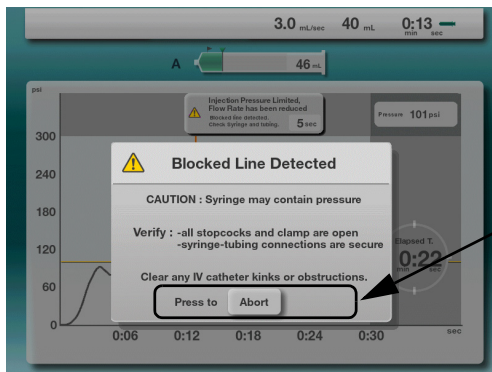 3.0 mL/sec 40 mL 0:13
min sec
A 46 mL
psi
Injection Pressure Limited,
Flow Rate has been reduced
Blocked line detected.
Check Syringe and tubing. 5 sec
Pressure 101 psi
300
240
180
120
60
0
Blocked Line Detected
CAUTION : Syringe may contain pressure
Verify : -all stopcocks and clamp are open
-syringe-tubing connections are secure
Clear any IV catheter kinks or obstructions.
Press to Abort
Elapsed T.
0:22
min sec
0:06 0:12 0:18 0:24 0:30 sec